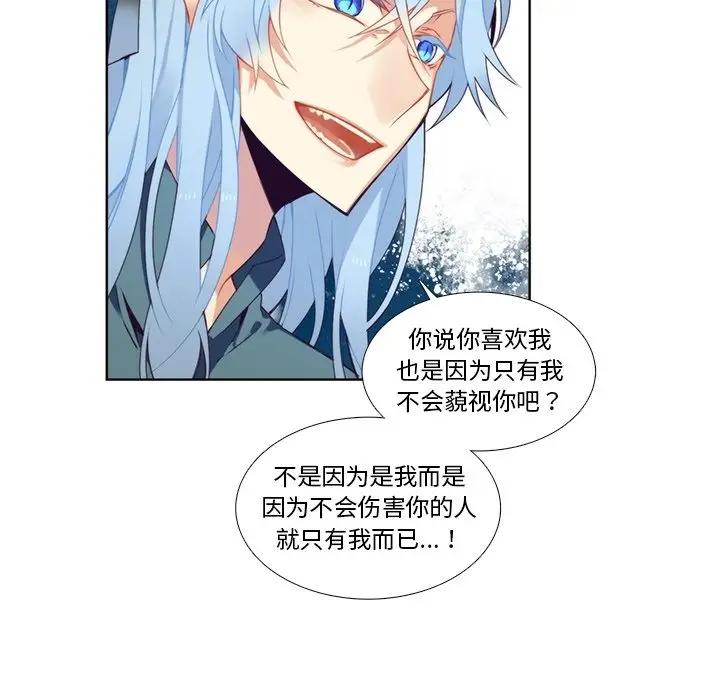 你说你喜欢我
也是因为只有我
不会藐视你吧？
不是因为是我而是
因为不会伤害你的人
就只有我而已...！